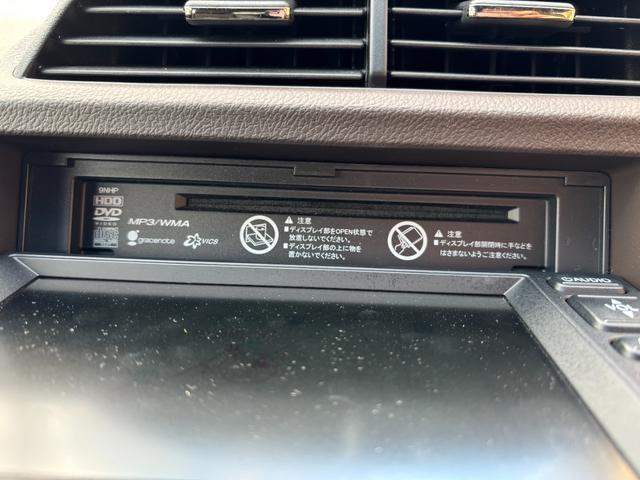 9NHP
HDD
DVD
VIDEO
MP3/WMA
gracenote
VICS
注意
■ディスプレイ部をOPEN状態で
放置しないでください。
■ディスプレイ部の上に物を
置かないでください。
注意
■ディスプレイ部開閉時に手などを
はさまないようご注意ください。
AUDIO